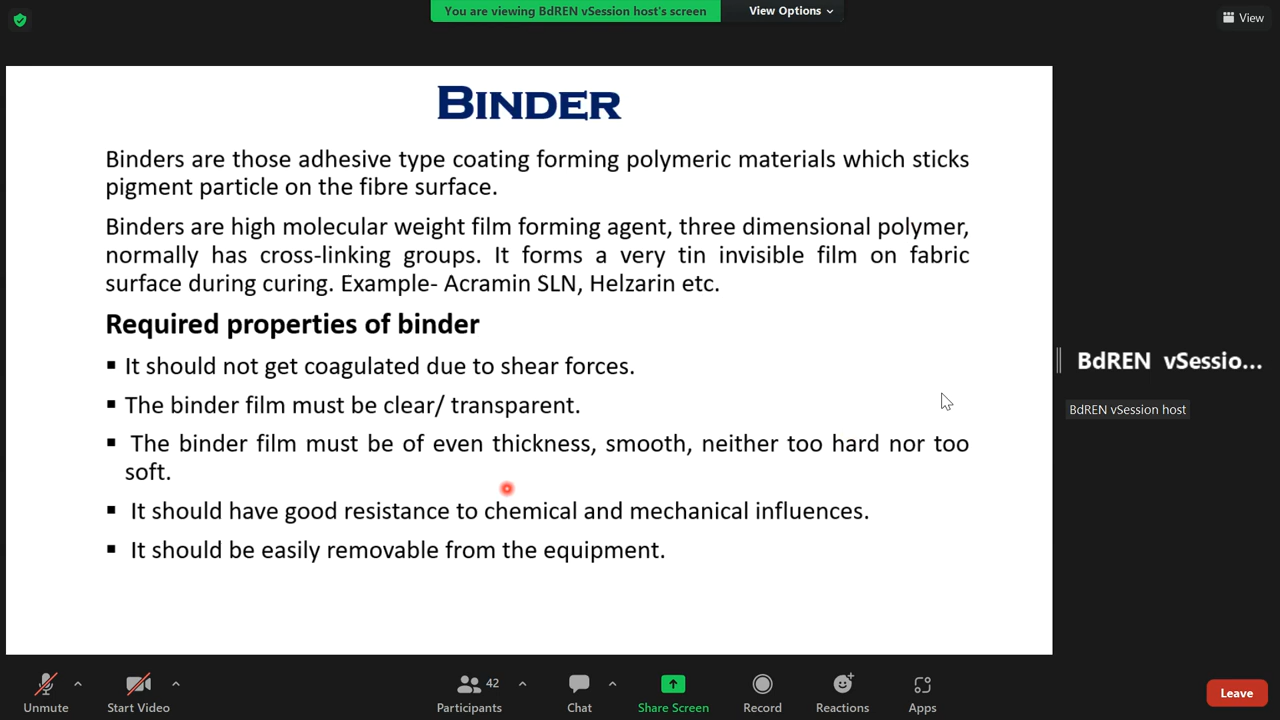 You are viewing BdREN vSession host's screen
View Options
View
BINDER
Binders are those adhesive type coating forming polymeric materials which sticks
pigment particle on the fibre surface.
Binders are high molecular weight film forming agent, three dimensional polymer,
normally has cross-linking groups. It forms a very tin invisible film on fabric
surface during curing. Example- Acramin SLN, Helzarin etc.
Required properties of binder
▪ It should not get coagulated due to shear forces.
▪ The binder film must be clear/ transparent.
▪ The binder film must be of even thickness, smooth, neither too hard nor too
soft.
▪ It should have good resistance to chemical and mechanical influences.
▪ It should be easily removable from the equipment.
BdREN vSessio...
BdREN vSession host
Unmute
Start Video
42
Participants
Chat
Share Screen
Record
Reactions
Apps
Leave